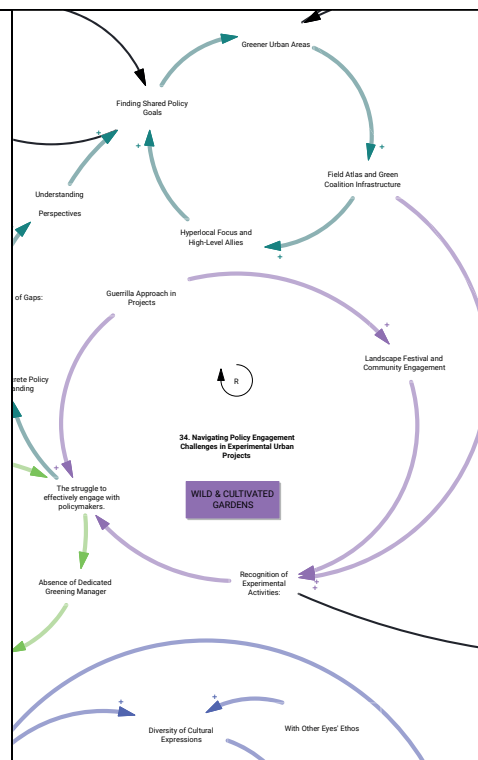 Greener Urban Areas
Finding Shared Policy
Goals
+
+
+
Field Atlas and Green
Coalition Infrastructure
Understanding
Perspectives
Hyperlocal Focus and
High-Level Allies
+
of Gaps:
Guerrilla Approach in
Projects
+
Landscape Festival and
Community Engagement
R
rete Policy
anding
34. Navigating Policy Engagement
Challenges in Experimental Urban
Projects
+
The struggle to
effectively engage with
policymakers.
WILD & CULTIVATED
GARDENS
Absence of Dedicated
Greening Manager
Recognition of
Experimental
Activities:
+
+
+
+
Diversity of Cultural
Expressions
With Other Eyes' Ethos